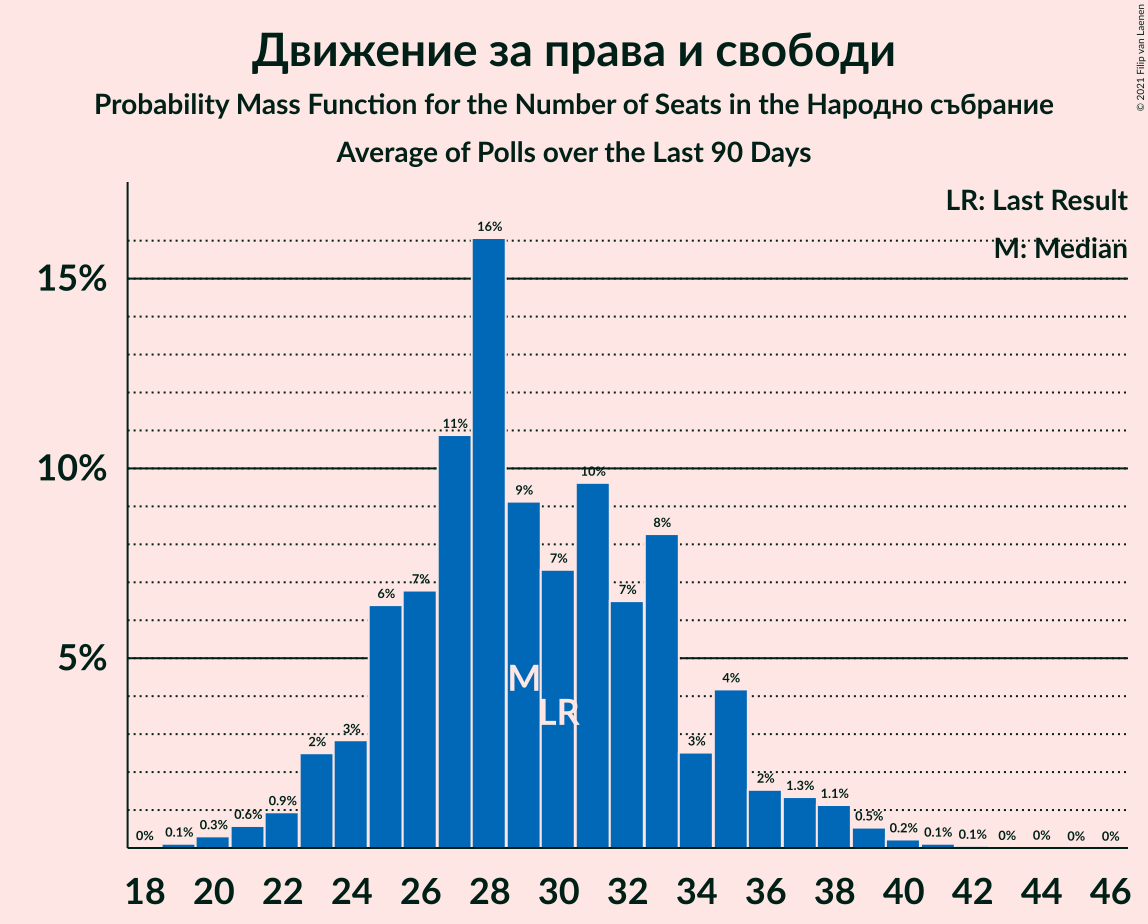 Движение за права и свободи
Probability Mass Function for the Number of Seats in the Народно събрание
Average of Polls over the Last 90 Days
© 2021 Filip van Laenen
LR: Last Result
M: Median
15%
10%
5%
0% 0.1% 0.3% 0.6% 0.9% 2% 3% 6% 7% 11% 16% 9% 7% 10% 7% 8% 3% 4% 2% 1.3% 1.1% 0.5% 0.2% 0.1% 0.1% 0% 0% 0% 0%
M
LR
18 20 22 24 26 28 30 32 34 36 38 40 42 44 46